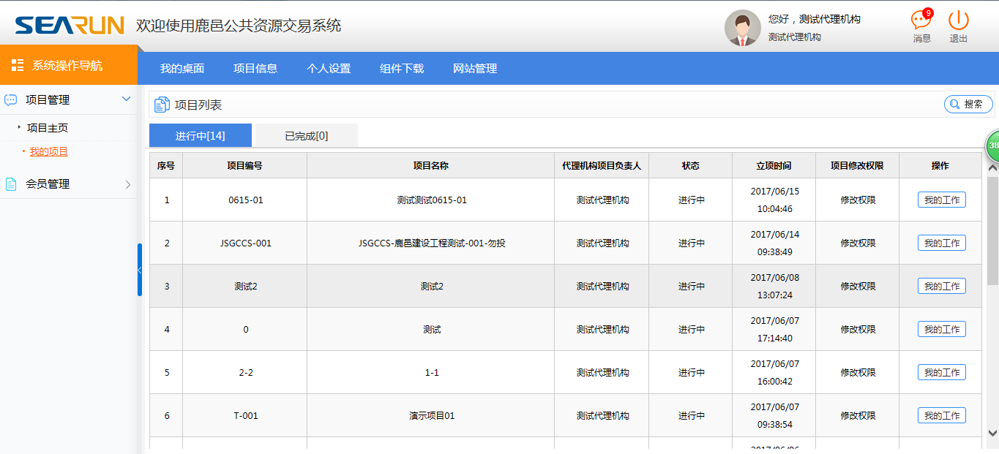 SEARUN 欢迎使用鹿邑公共资源交易系统
您好，测试代理机构
测试代理机构
9
消息 退出
系统操作导航
我的桌面 项目信息 个人设置 组件下载 网站管理
项目管理
项目主页
我的项目
会员管理
项目列表
搜索
进行中[14] 已完成[0]
38
序号 项目编号 项目名称 代理机构项目负责人 状态 立项时间 项目修改权限 操作
1 0615-01 测试测试0615-01 测试代理机构 进行中 2017/06/15 10:04:46 修改权限 我的工作
2 JSGCCS-001 JSGCCS-鹿邑建设工程测试-001-勿投 测试代理机构 进行中 2017/06/14 09:38:49 修改权限 我的工作
3 测试2 测试2 测试代理机构 进行中 2017/06/08 13:07:24 修改权限 我的工作
4 0 测试 测试代理机构 进行中 2017/06/07 17:14:40 修改权限 我的工作
5 2-2 1-1 测试代理机构 进行中 2017/06/07 16:00:42 修改权限 我的工作
6 T-001 演示项目01 测试代理机构 进行中 2017/06/07 09:38:54 修改权限 我的工作